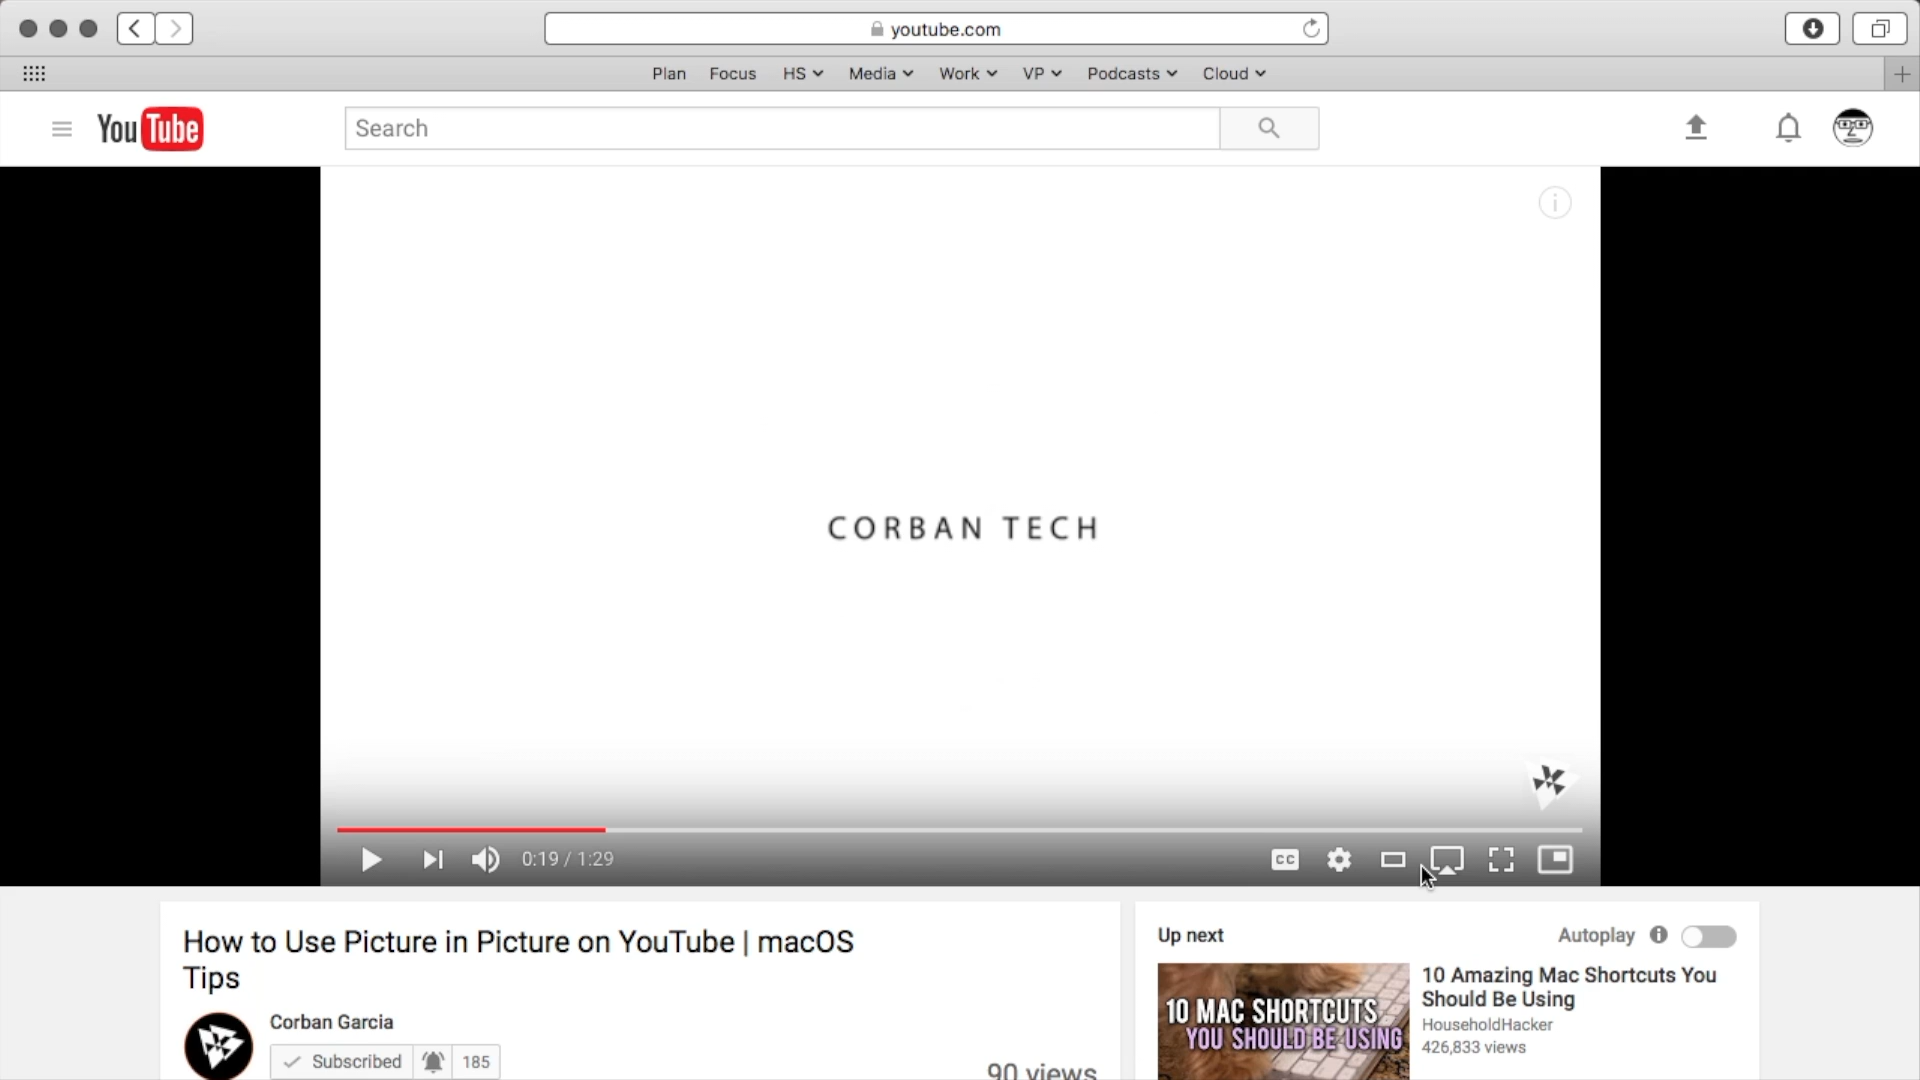 youtube.com
Plan Focus HS Media Work VP Podcasts Cloud
YouTube
Search
CORBAN TECH
0:19 / 1:29
CC
How to Use Picture in Picture on YouTube | macOS
Tips
Corban Garcia
Subscribed 185
90 views
Up next
Autoplay
10 MAC SHORTCUTS
YOU SHOULD BE USING
10 Amazing Mac Shortcuts You
Should Be Using
HouseholdHacker
426,833 views